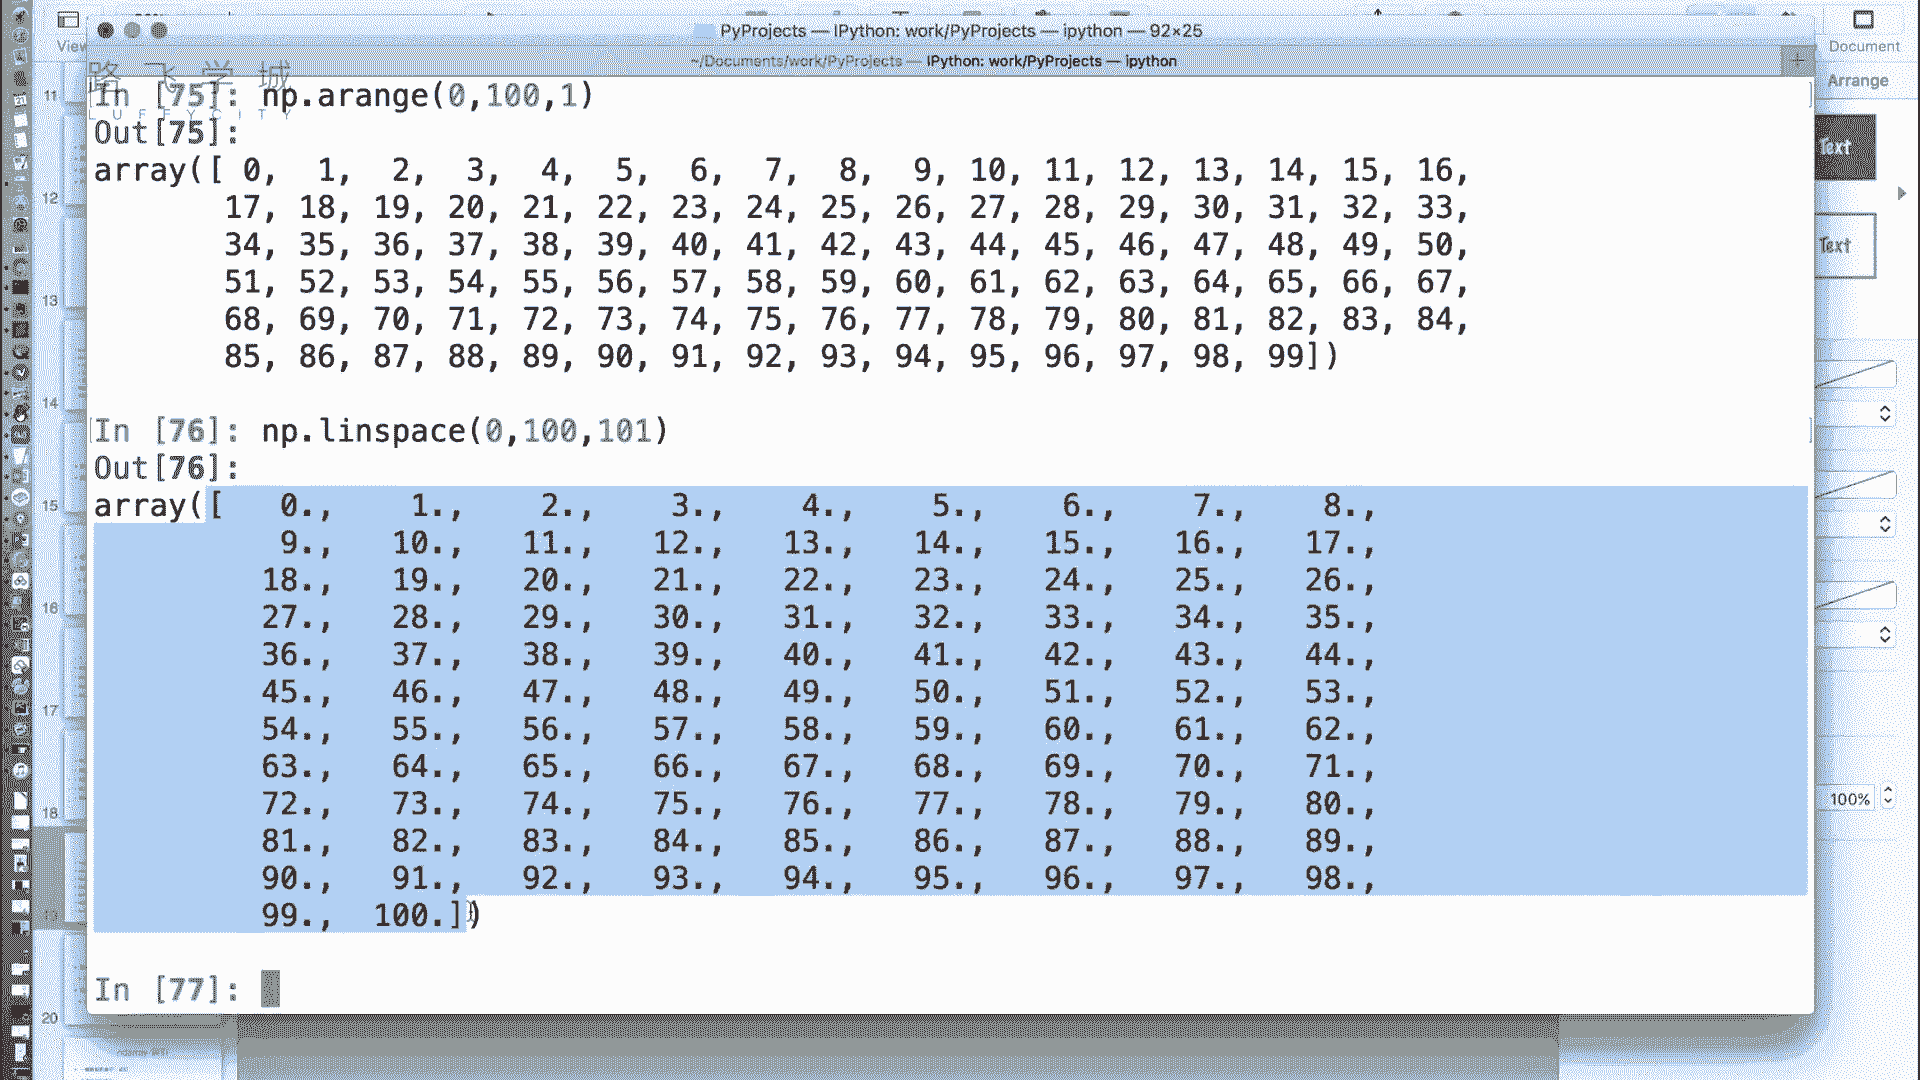 PyProjects — IPython: work/PyProjects — ipython — 92×25
~/Documents/work/PyProjects — IPython: work/PyProjects — ipython
View
Document
Arrange
路飞学城
LUFFYCITY
In [75]: np.arange(0,100,1)
Out[75]:
array([ 0,  1,  2,  3,  4,  5,  6,  7,  8,  9, 10, 11, 12, 13, 14, 15, 16,
17, 18, 19, 20, 21, 22, 23, 24, 25, 26, 27, 28, 29, 30, 31, 32, 33,
34, 35, 36, 37, 38, 39, 40, 41, 42, 43, 44, 45, 46, 47, 48, 49, 50,
51, 52, 53, 54, 55, 56, 57, 58, 59, 60, 61, 62, 63, 64, 65, 66, 67,
68, 69, 70, 71, 72, 73, 74, 75, 76, 77, 78, 79, 80, 81, 82, 83, 84,
85, 86, 87, 88, 89, 90, 91, 92, 93, 94, 95, 96, 97, 98, 99])
In [76]: np.linspace(0,100,101)
Out[76]:
array([   0.,    1.,    2.,    3.,    4.,    5.,    6.,    7.,    8.,
9.,   10.,   11.,   12.,   13.,   14.,   15.,   16.,   17.,
18.,   19.,   20.,   21.,   22.,   23.,   24.,   25.,   26.,
27.,   28.,   29.,   30.,   31.,   32.,   33.,   34.,   35.,
36.,   37.,   38.,   39.,   40.,   41.,   42.,   43.,   44.,
45.,   46.,   47.,   48.,   49.,   50.,   51.,   52.,   53.,
54.,   55.,   56.,   57.,   58.,   59.,   60.,   61.,   62.,
63.,   64.,   65.,   66.,   67.,   68.,   69.,   70.,   71.,
72.,   73.,   74.,   75.,   76.,   77.,   78.,   79.,   80.,
81.,   82.,   83.,   84.,   85.,   86.,   87.,   88.,   89.,
90.,   91.,   92.,   93.,   94.,   95.,   96.,   97.,   98.,
99.,  100.])
In [77]:
11
12
13
14
15
16
17
18
19
20
Text
Text
100%